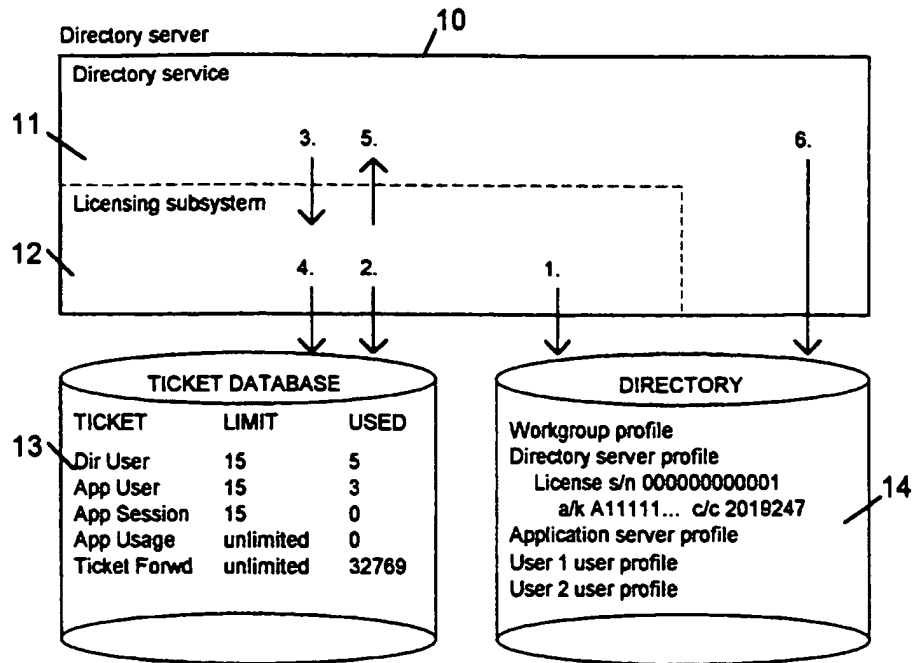 10
Directory server
Directory service
11
3. 5. 6.
Licensing subsystem
12
4. 2. 1.
TICKET DATABASE
TICKET LIMIT USED
13
Dir User 15 5
App User 15 3
App Session 15 0
App Usage unlimited 0
Ticket Forwd unlimited 32769
DIRECTORY
Workgroup profile
Directory server profile
License s/n 000000000001
a/k A11111... c/c 2019247
14
Application server profile
User 1 user profile
User 2 user profile